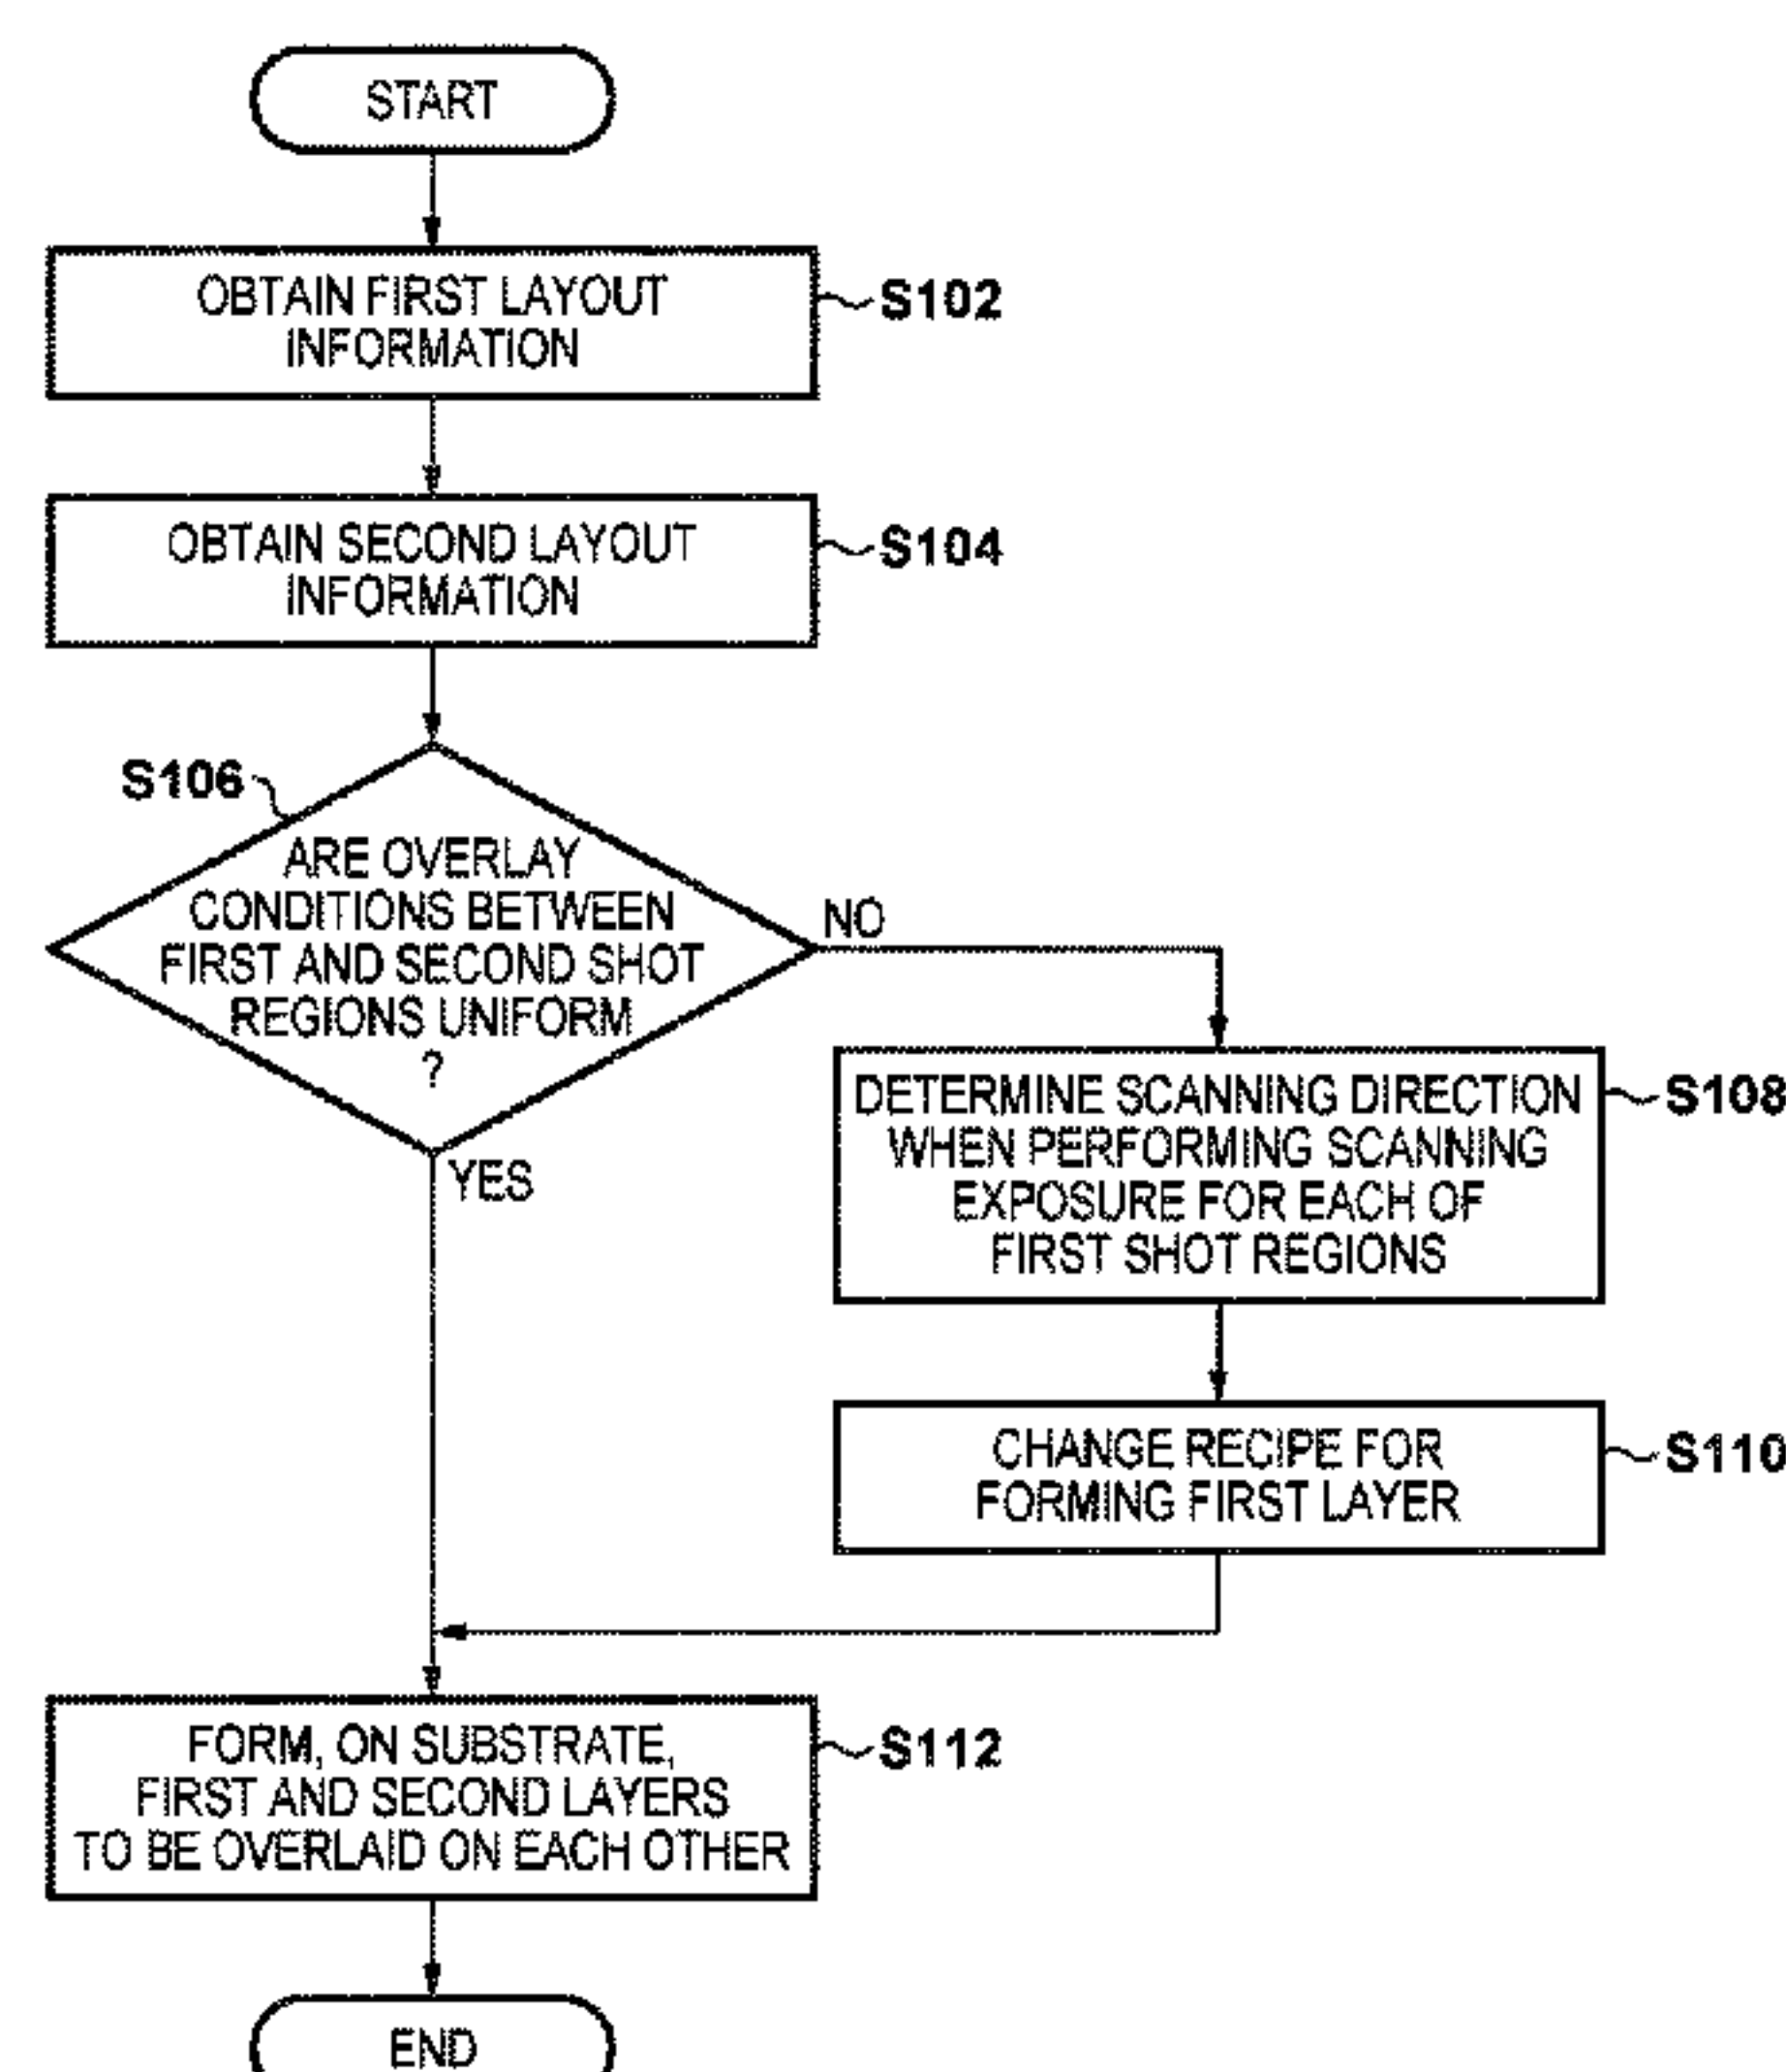 START
OBTAIN FIRST LAYOUT
INFORMATION
S102
OBTAIN SECOND LAYOUT
INFORMATION
S104
S106
ARE OVERLAY
CONDITIONS BETWEEN
FIRST AND SECOND SHOT
REGIONS UNIFORM
?
NO
YES
DETERMINE SCANNING DIRECTION
WHEN PERFORMING SCANNING
EXPOSURE FOR EACH OF
FIRST SHOT REGIONS
S108
CHANGE RECIPE FOR
FORMING FIRST LAYER
S110
FORM, ON SUBSTRATE,
FIRST AND SECOND LAYERS
TO BE OVERLAID ON EACH OTHER
S112
END